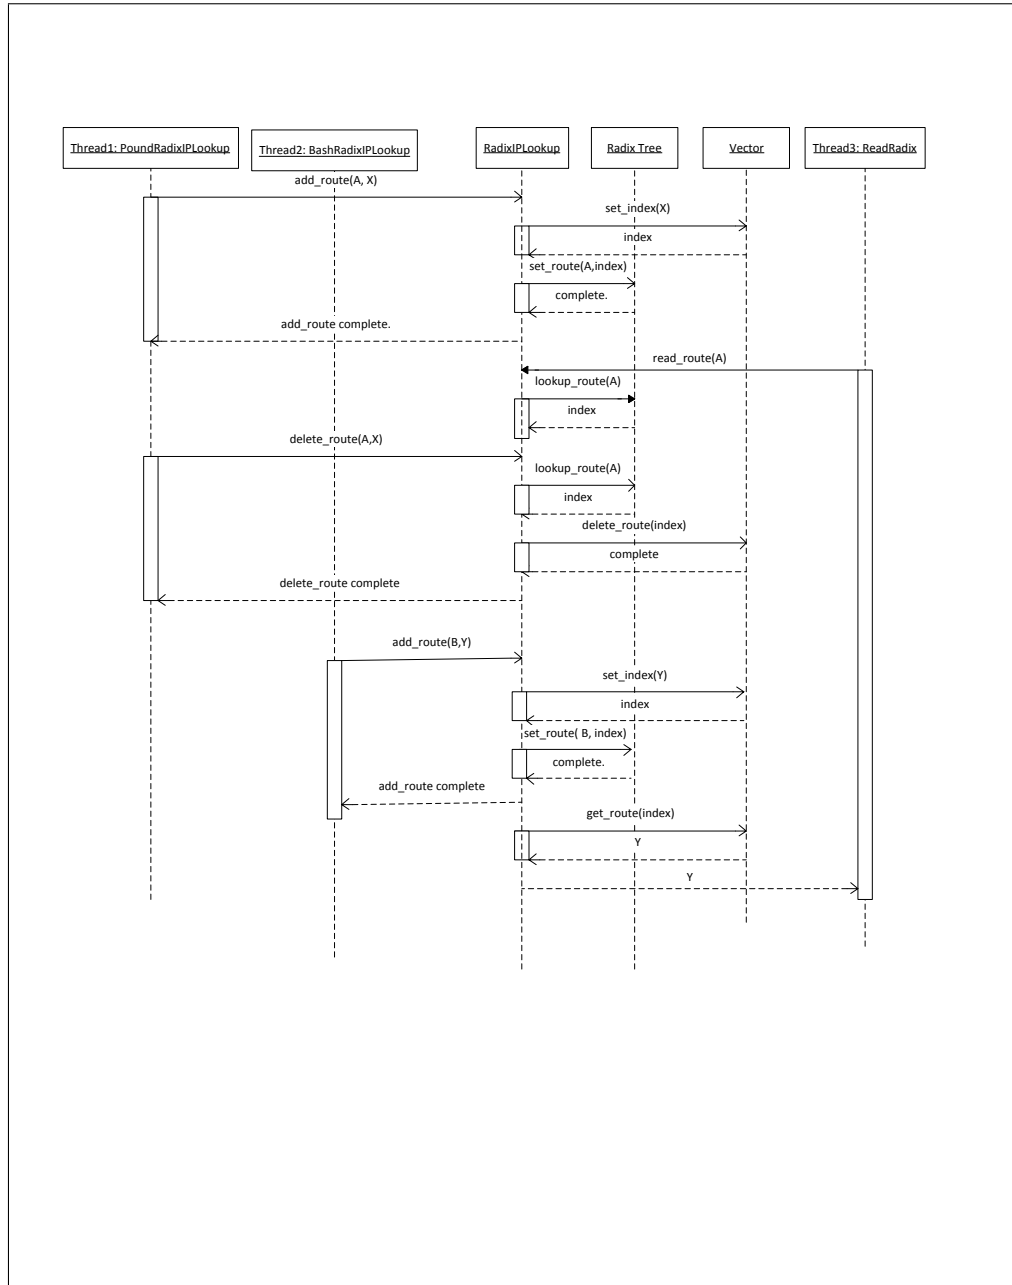 Thread1: PoundRadixIPLookup
Thread2: BashRadixIPLookup
RadixIPLookup
Radix Tree
Vector
Thread3: ReadRadix
add_route(A, X)
set_index(X)
index
set_route(A,index)
complete.
add_route complete.
read_route(A)
lookup_route(A)
index
delete_route(A,X)
lookup_route(A)
index
delete_route(index)
complete
delete_route complete
add_route(B,Y)
set_index(Y)
index
set_route( B, index)
complete.
add_route complete
get_route(index)
Y
Y